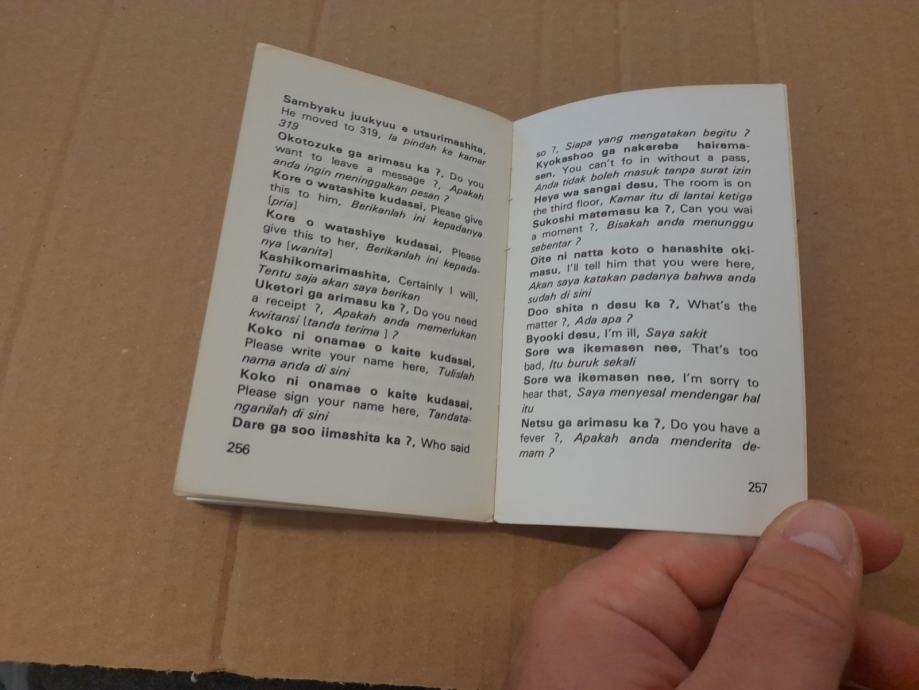 Sambyaku juukyuu e utsurimashita,
He moved to 319, Ia pindah ke kamar
319
Okotozuke ga arimasu ka ?, Do you
want to leave a message ?, Apakah
anda ingin meninggalkan pesan ?
Kore o watashite kudasai, Please give
this to him, Berikanlah ini kepadanya
[pria]
Kore o watashiye kudasai, Please
give this to her, Berikanlah ini kepada-
nya [wanita]
Kashikomarimashita, Certainly I will,
Tentu saja akan saya berikan
Uketori ga arimasu ka ?, Do you need
a receipt ?, Apakah anda memerlukan
kwitansi [tanda terima ] ?
Koko ni onamae o kaite kudasai,
Please write your name here, Tulislah
nama anda di sini
Koko ni onamae o kaite kudasai,
Please sign your name here, Tandata-
nganilah di sini
Dare ga soo iimashita ka ?, Who said
256
so ?, Siapa yang mengatakan begitu ?
Kyokashoo ga nakereba hairema-
sen, You can't fo in without a pass,
Anda tidak boleh masuk tanpa surat izin
Heya wa sangai desu, The room is on
the third floor, Kamar itu di lantai ketiga
Sukoshi matemasu ka ?, Can you wai
a moment ?, Bisakah anda menunggu
sebentar ?
Oite ni natta koto o hanashite oki-
masu, I'll tell him that you were here,
Akan saya katakan padanya bahwa anda
sudah di sini
Doo shita n desu ka ?, What's the
matter ?, Ada apa ?
Byooki desu, I'm ill, Saya sakit
Sore wa ikemasen nee, That's too
bad, Itu buruk sekali
Sore wa ikemasen nee, I'm sorry to
hear that, Saya menyesal mendengar hal
itu
Netsu ga arimasu ka ?, Do you have a
fever ?, Apakah anda menderita de-
mam ?
257